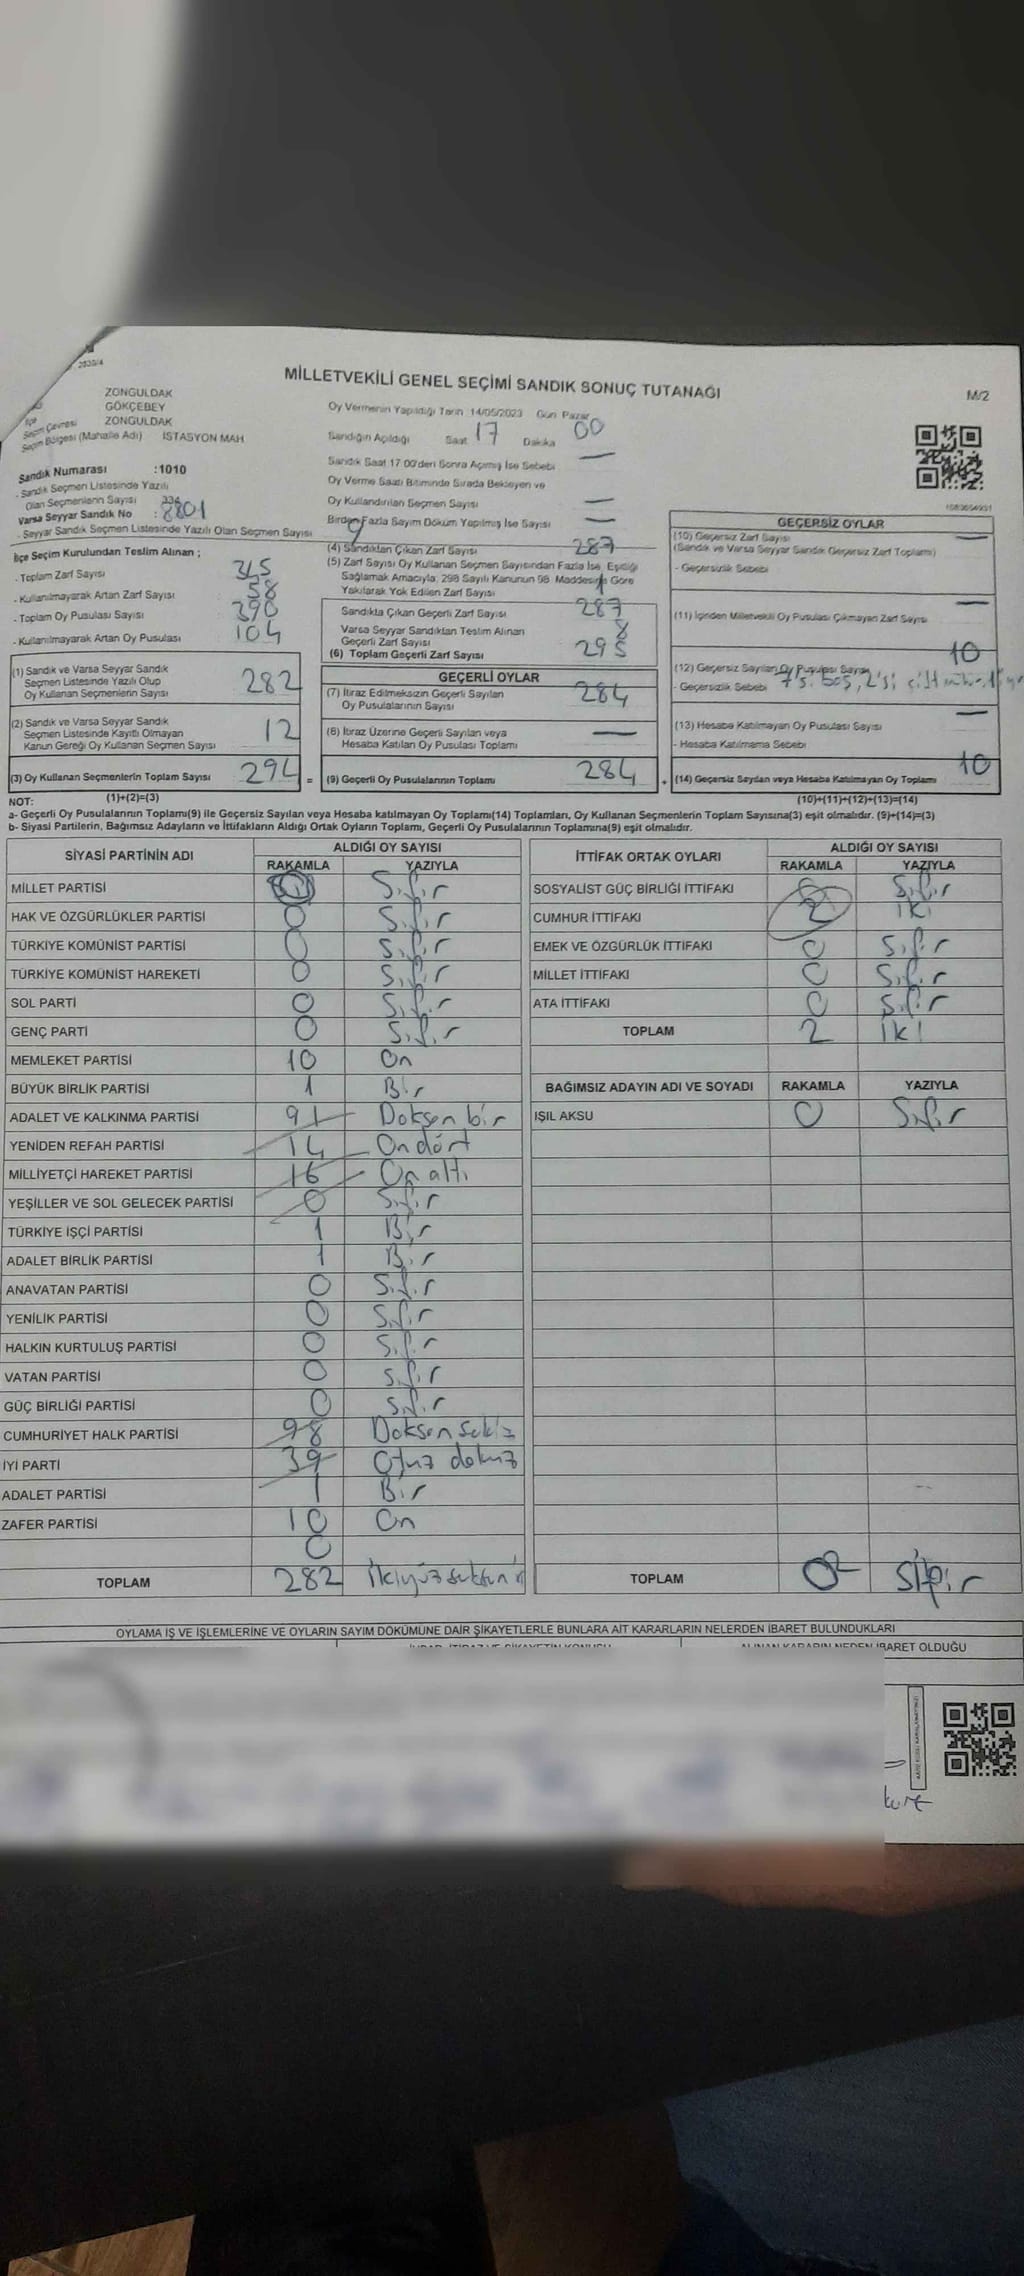 2830/4
MİLLETVEKİLİ GENEL SEÇİMİ SANDIK SONUÇ TUTANAĞI
M/2
ZONGULDAK
İlçe GÖKÇEBEY
Seçim Çevresi ZONGULDAK
Seçim Bölgesi (Mahalle Adı) İSTASYON MAH.
Sandık Numarası :1010
- Sandık Seçmen Listesinde Yazılı
Olan Seçmenlerin Sayısı 334
Varsa Seyyar Sandık No : 8801
- Seyyar Sandık Seçmen Listesinde Yazılı Olan Seçmen Sayısı 9
Oy Vermenin Yapıldığı Tarih 14/05/2023 Gün Pazar
Sandığın Açıldığı Saat 17 Dakika 00
Sandık Saat 17:00'den Sonra Açılmış İse Sebebi —
Oy Verme Saati Bitiminde Sırada Bekleyen ve
Oy Kullandırılan Seçmen Sayısı —
Birden Fazla Sayım Döküm Yapılmış İse Sayısı —
İlçe Seçim Kurulundan Teslim Alınan ;
- Toplam Zarf Sayısı 345
- Kullanılmayarak Artan Zarf Sayısı 58
- Toplam Oy Pusulası Sayısı 390
- Kullanılmayarak Artan Oy Pusulası 104
(1) Sandık ve Varsa Seyyar Sandık
Seçmen Listesinde Yazılı Olup
Oy Kullanan Seçmenlerin Sayısı 282
(2) Sandık ve Varsa Seyyar Sandık
Seçmen Listesinde Kayıtlı Olmayan
Kanun Gereği Oy Kullanan Seçmen Sayısı 12
(3) Oy Kullanan Seçmenlerin Toplam Sayısı 294 =
(1)+(2)=(3)
(4) Sandıktan Çıkan Zarf Sayısı 287
(5) Zarf Sayısı Oy Kullanan Seçmen Sayısından Fazla İse, Eşitliği
Sağlamak Amacıyla, 298 Sayılı Kanunun 98. Maddesine Göre
Yakılarak Yok Edilen Zarf Sayısı 1
Sandıkta Çıkan Geçerli Zarf Sayısı 287
Varsa Seyyar Sandıktan Teslim Alınan
Geçerli Zarf Sayısı 8
(6) Toplam Geçerli Zarf Sayısı 295
GEÇERLİ OYLAR
(7) İtiraz Edilmeksizin Geçerli Sayılan
Oy Pusulalarının Sayısı 284
(8) İtiraz Üzerine Geçerli Sayılan veya
Hesaba Katılan Oy Pusulası Toplamı —
(9) Geçerli Oy Pusulalarının Toplamı 284 +
1083654931
GEÇERSİZ OYLAR
(10) Geçersiz Zarf Sayısı —
(Sandık ve Varsa Seyyar Sandık Geçersiz Zarf Toplamı)
- Geçersizlik Sebebi
(11) İçinden Milletvekili Oy Pusulası Çıkmayan Zarf Sayısı —
(12) Geçersiz Sayılan Oy Pusulası Sayısı 10
- Geçersizlik Sebebi 7'si boş, 2'si çift
(13) Hesaba Katılmayan Oy Pusulası Sayısı —
- Hesaba Katılmama Sebebi
(14) Geçersiz Sayılan veya Hesaba Katılmayan Oy Toplamı 10
(10)+(11)+(12)+(13)=(14)
NOT:
a- Geçerli Oy Pusulalarının Toplamı(9) ile Geçersiz Sayılan veya Hesaba katılmayan Oy Toplamı(14) Toplamları, Oy Kullanan Seçmenlerin Toplam Sayısına(3) eşit olmalıdır. (9)+(14)=(3)
b- Siyasi Partilerin, Bağımsız Adayların ve İttifakların Aldığı Ortak Oyların Toplamı, Geçerli Oy Pusulalarının Toplamına(9) eşit olmalıdır.
SİYASİ PARTİNİN ADI ALDIĞI OY SAYISI
RAKAMLA YAZIYLA
MİLLET PARTİSİ Sıfır
HAK VE ÖZGÜRLÜKLER PARTİSİ 0 Sıfır
TÜRKİYE KOMÜNİST PARTİSİ 0 Sıfır
TÜRKİYE KOMÜNİST HAREKETİ 0 Sıfır
SOL PARTİ 0 Sıfır
GENÇ PARTİ 0 Sıfır
MEMLEKET PARTİSİ 10 On
BÜYÜK BİRLİK PARTİSİ 1 Bir
ADALET VE KALKINMA PARTİSİ 91 Doksen bir
YENİDEN REFAH PARTİSİ 14 On dört
MİLLİYETÇİ HAREKET PARTİSİ 16 On altı
YEŞİLLER VE SOL GELECEK PARTİSİ 0 Sıfır
TÜRKİYE İŞÇİ PARTİSİ 1 Bir
ADALET BİRLİK PARTİSİ 1 Bir
ANAVATAN PARTİSİ 0 Sıfır
YENİLİK PARTİSİ 0 Sıfır
HALKIN KURTULUŞ PARTİSİ 0 Sıfır
VATAN PARTİSİ 0 Sıfır
GÜÇ BİRLİĞİ PARTİSİ 0 Sıfır
CUMHURİYET HALK PARTİSİ 98 Doksen sekiz
İYİ PARTİ 39 Otuz dokuz
ADALET PARTİSİ 1 Bir
ZAFER PARTİSİ 10 On
0
TOPLAM 282
İTTİFAK ORTAK OYLARI ALDIĞI OY SAYISI
RAKAMLA YAZIYLA
SOSYALİST GÜÇ BİRLİĞİ İTTİFAKI 0 Sıfır
CUMHUR İTTİFAKI 2 iki
EMEK VE ÖZGÜRLÜK İTTİFAKI 0 Sıfır
MİLLET İTTİFAKI 0 Sıfır
ATA İTTİFAKI 0 Sıfır
TOPLAM 2 iki
BAĞIMSIZ ADAYIN ADI VE SOYADI RAKAMLA YAZIYLA
IŞIL AKSU 0 Sıfır
TOPLAM 0 Sıfır
OYLAMA İŞ VE İŞLEMLERİNE VE OYLARIN SAYIM DÖKÜMÜNE DAİR ŞİKAYETLERLE BUNLARA AİT KARARLARIN NELERDEN İBARET BULUNDUKLARI
İHBAR, İTİRAZ VE ŞİKAYETİN KONUSU ALINAN KARARIN NEDEN İBARET OLDUĞU